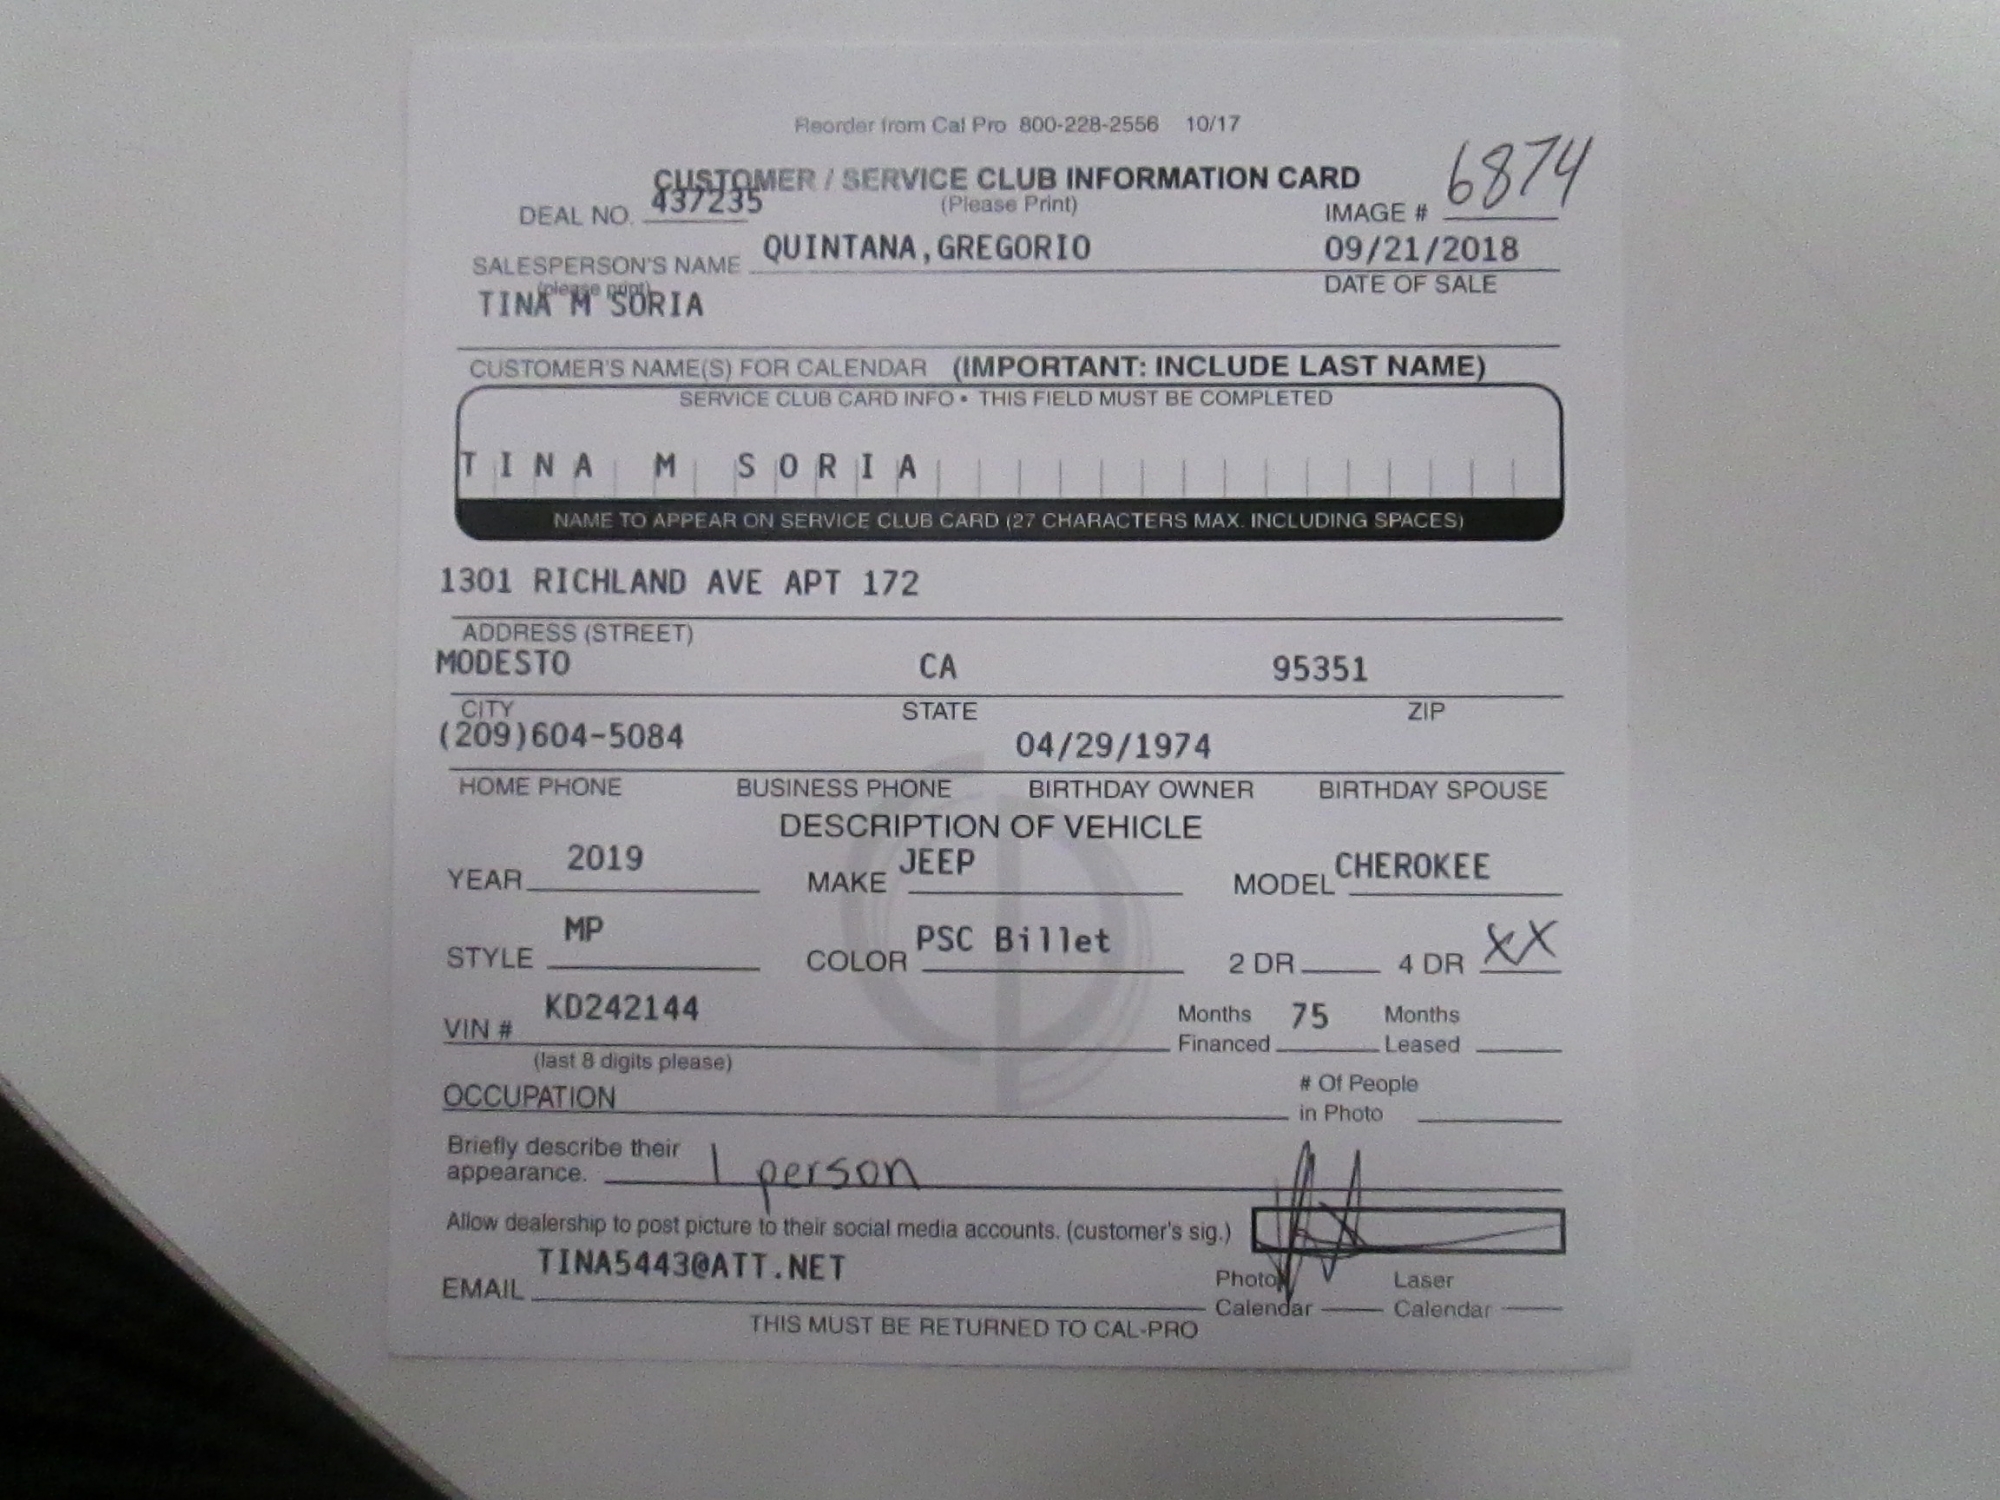 Reorder from Cal Pro 800-228-2556 10/17
CUSTOMER / SERVICE CLUB INFORMATION CARD
(Please Print)
DEAL NO. 437235
IMAGE # 6874
SALESPERSON'S NAME QUINTANA,GREGORIO 09/21/2018
(please print) DATE OF SALE
TINA M SORIA
CUSTOMER'S NAME(S) FOR CALENDAR (IMPORTANT: INCLUDE LAST NAME)
SERVICE CLUB CARD INFO • THIS FIELD MUST BE COMPLETED
TINA M SORIA
NAME TO APPEAR ON SERVICE CLUB CARD (27 CHARACTERS MAX. INCLUDING SPACES)
1301 RICHLAND AVE APT 172
ADDRESS (STREET)
MODESTO CA 95351
CITY STATE ZIP
(209)604-5084 04/29/1974
HOME PHONE BUSINESS PHONE BIRTHDAY OWNER BIRTHDAY SPOUSE
DESCRIPTION OF VEHICLE
YEAR 2019 MAKE JEEP MODEL CHEROKEE
STYLE MP COLOR PSC Billet 2 DR 4 DR XX
VIN # KD242144 Months Financed 75 Months Leased
(last 8 digits please)
OCCUPATION # Of People in Photo
Briefly describe their appearance. 1 person
Allow dealership to post picture to their social media accounts. (customer's sig.)
EMAIL TINA5443@ATT.NET Photo Calendar Laser Calendar
THIS MUST BE RETURNED TO CAL-PRO